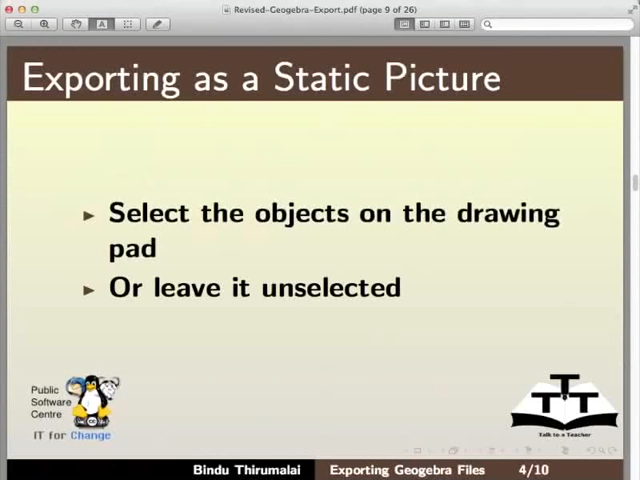 Revised-Geogebra-Export.pdf (page 9 of 26)
Exporting as a Static Picture
Select the objects on the drawing
pad
Or leave it unselected
Public
Software
Centre
IT for Change
TTT
Talk to a Teacher
Bindu Thirumalai
Exporting Geogebra Files
4/10